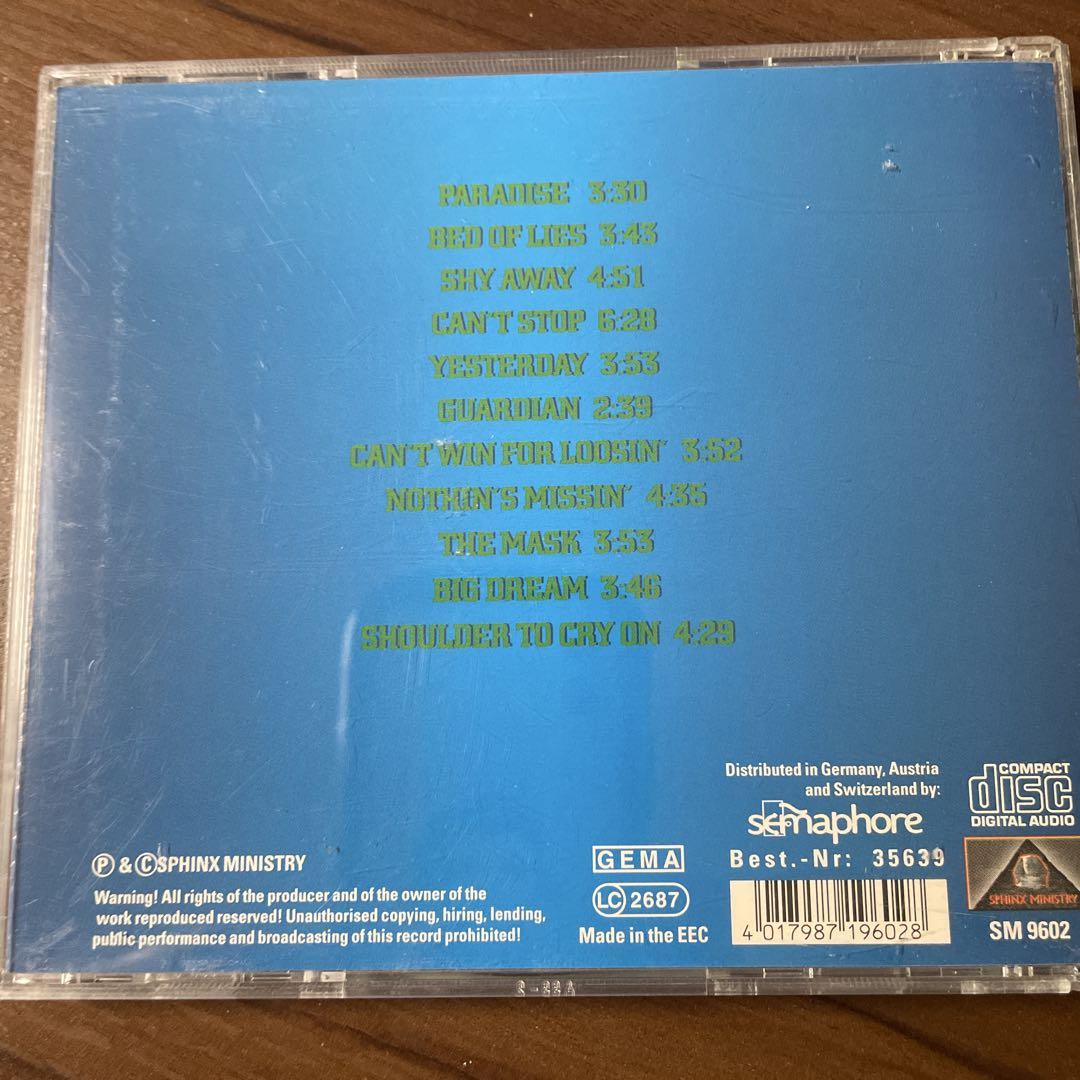 PARADISE 3:30
BED OF LIES 3:43
SHY AWAY 4:51
CAN'T STOP 6:28
YESTERDAY 3:53
GUARDIAN 2:39
CAN'T WIN FOR LOOSIN' 3:52
NOTHIN'S MISSIN' 4:35
THE MASK 3:53
BIG DREAM 3:46
SHOULDER TO CRY ON 4:29
Distributed in Germany, Austria
and Switzerland by:
semaphore
Best.-Nr: 35639
COMPACT
disc
DIGITAL AUDIO
Ⓟ & ⒸSPHINX MINISTRY
Warning! All rights of the producer and of the owner of the
work reproduced reserved! Unauthorised copying, hiring, lending,
public performance and broadcasting of this record prohibited!
GEMA
LC 2687
Made in the EEC
4 017987 196028
SPHINX MINISTRY
SM 9602